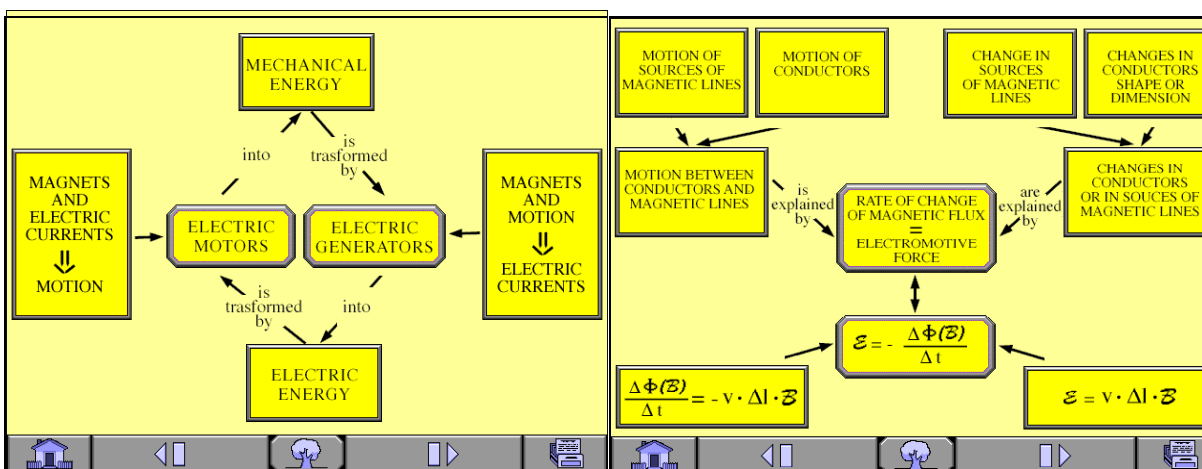 MECHANICAL
ENERGY
into
is
trasformed
by
MAGNETS
AND
ELECTRIC
CURRENTS
⇓
MOTION
ELECTRIC
MOTORS
ELECTRIC
GENERATORS
MAGNETS
AND
MOTION
⇓
ELECTRIC
CURRENTS
is
trasformed
by
into
ELECTRIC
ENERGY
MOTION OF
SOURCES OF
MAGNETIC LINES
MOTION OF
CONDUCTORS
CHANGE IN
SOURCES
OF MAGNETIC
LINES
CHANGES IN
CONDUCTORS
SHAPE OR
DIMENSION
MOTION BETWEEN
CONDUCTORS AND
MAGNETIC LINES
is
explained
by
RATE OF CHANGE
OF MAGNETIC FLUX
=
ELECTROMOTIVE
FORCE
are
explained
by
CHANGES IN
CONDUCTORS
OR IN SOUCES OF
MAGNETIC LINES
ℰ = - ΔΦ(ℬ) / Δt
ΔΦ(ℬ) / Δt = - v · Δl · ℬ
ℰ = v · Δl · ℬ